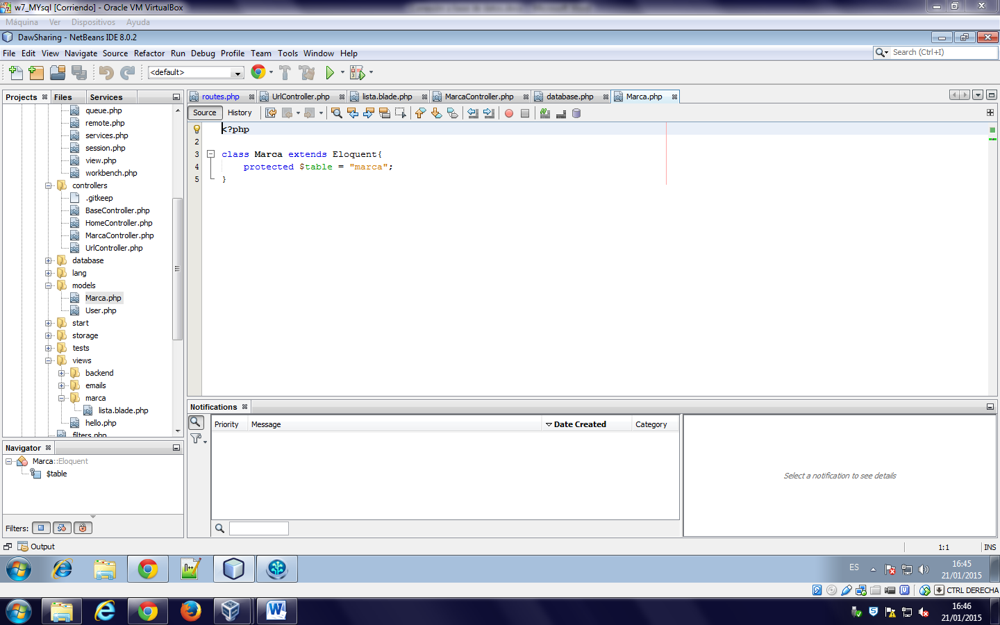 w7_MYsql [Corriendo] - Oracle VM VirtualBox
Máquina Ver Dispositivos Ayuda
DawSharing - NetBeans IDE 8.0.2
File Edit View Navigate Source Refactor Run Debug Profile Team Tools Window Help
Search (Ctrl+I)
<default>
Projects Files Services
routes.php UrlController.php lista.blade.php MarcaController.php database.php Marca.php
Source History
queue.php
remote.php
services.php
session.php
view.php
workbench.php
controllers
.gitkeep
BaseController.php
HomeController.php
MarcaController.php
UrlController.php
database
lang
models
Marca.php
User.php
start
storage
tests
views
backend
emails
marca
lista.blade.php
hello.php
filters.php
<?php
2
3 class Marca extends Eloquent{
4 protected $table = "marca";
5 }
Notifications
Priority Message Date Created Category
Select a notification to see details
Navigator
Marca::Eloquent
$table
Filters:
Output
1:1 INS
ES
16:45
21/01/2015
CTRL DERECHA
16:46
21/01/2015